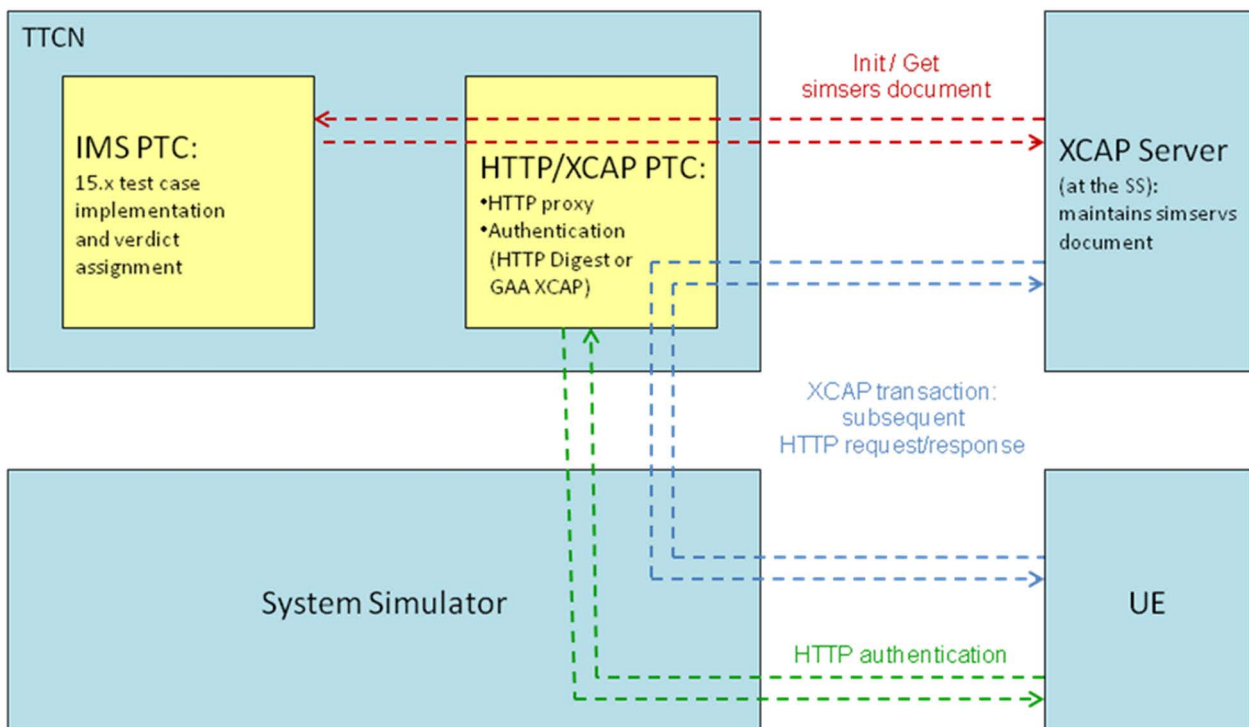 TTCN
IMS PTC:
15.x test case
implementation
and verdict
assignment
HTTP/XCAP PTC:
•HTTP proxy
•Authentication
(HTTP Digest or
GAA XCAP)
Init / Get
simsers document
XCAP Server
(at the SS):
maintains simservs
document
XCAP transaction:
subsequent
HTTP request/response
System Simulator
UE
HTTP authentication